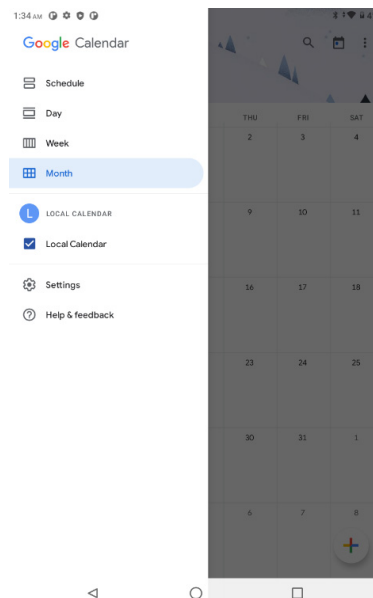 1:34 AM
Google Calendar
Schedule
Day
Week
Month
L LOCAL CALENDAR
Local Calendar
Settings
Help & feedback
THU FRI SAT
2 3 4
9 10 11
16 17 18
23 24 25
30 31 1
6 7 8